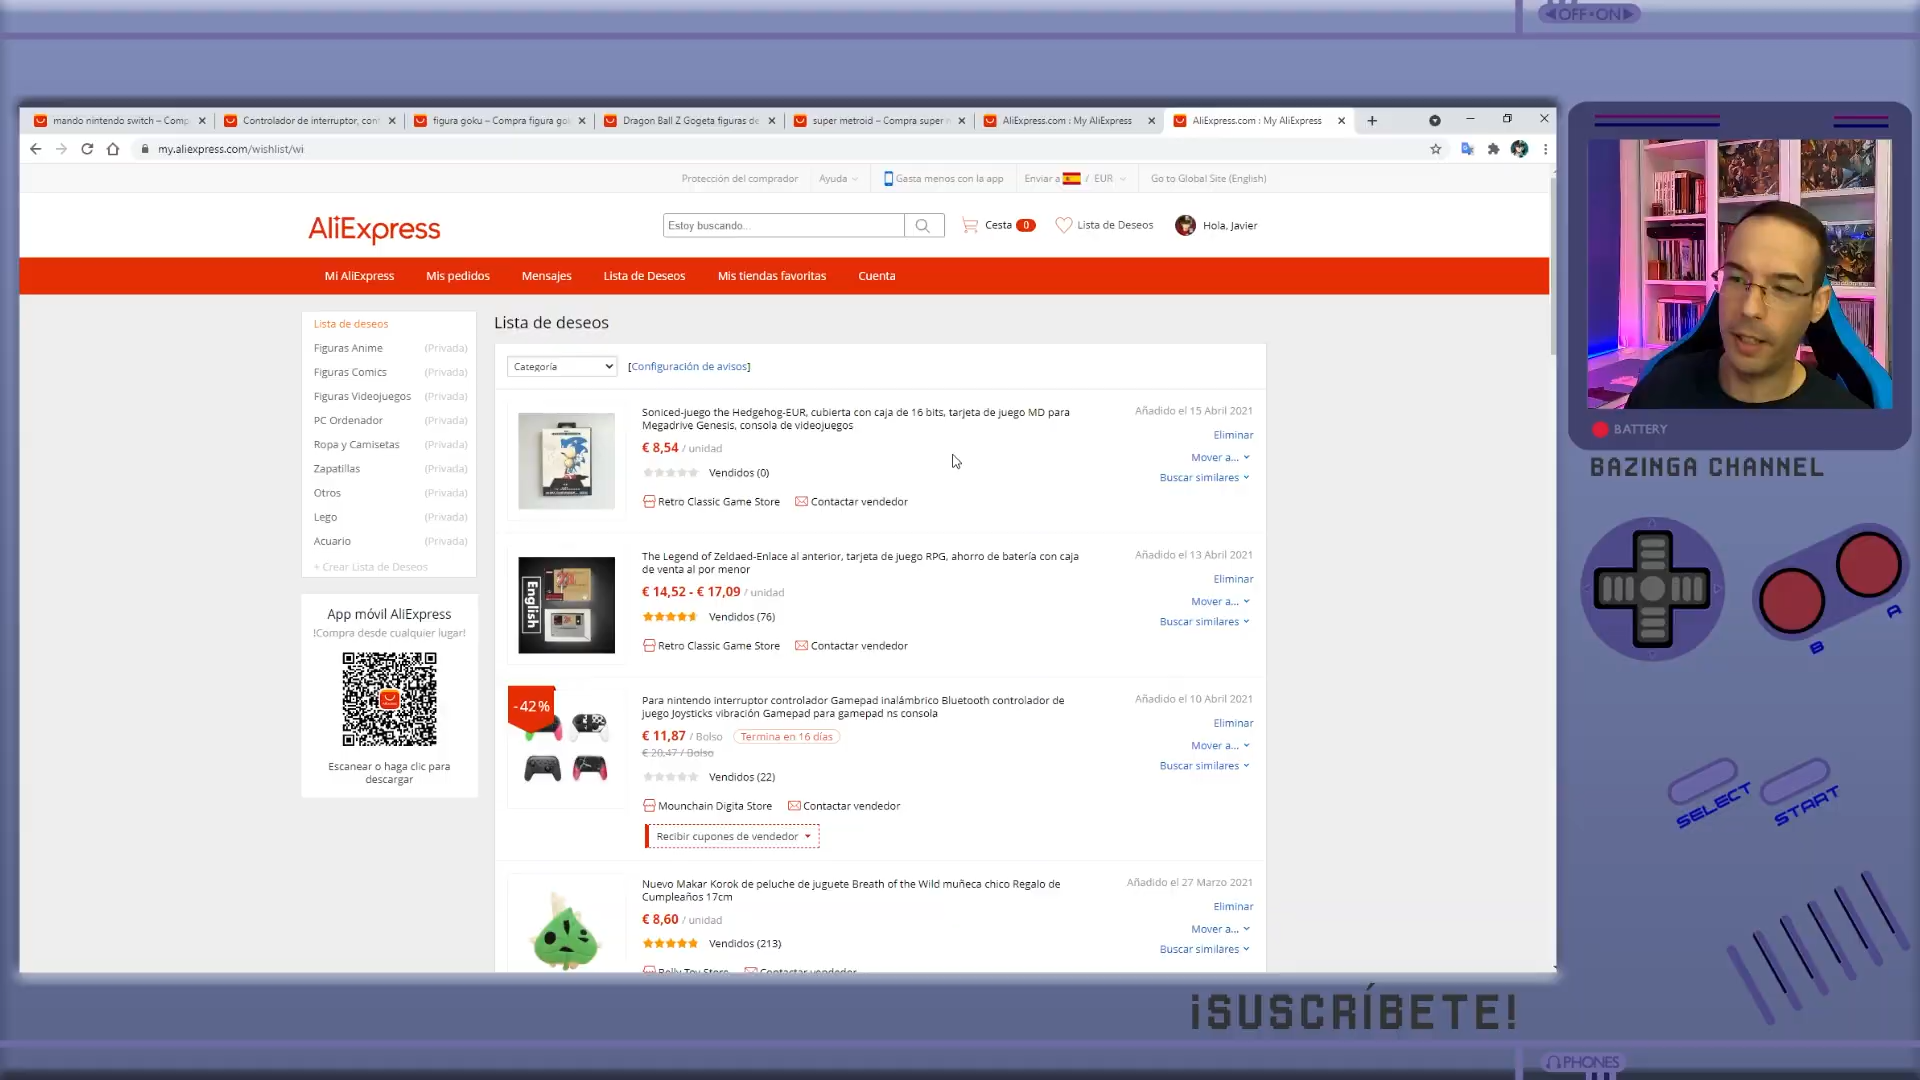 OFF•ON
mando nintendo switch – Comp
Controlador de interruptor, con
figura goku – Compra figura go
Dragon Ball Z Gogeta figuras de
super metroid – Compra super
AliExpress.com : My AliExpress
AliExpress.com : My AliExpress
my.aliexpress.com/wishlist/wi
Protección del comprador
Ayuda
Gasta menos con la app
Enviar a / EUR
Go to Global Site (English)
AliExpress
Estoy buscando...
Cesta 0
Lista de Deseos
Hola, Javier
Mi AliExpress
Mis pedidos
Mensajes
Lista de Deseos
Mis tiendas favoritas
Cuenta
Lista de deseos
Figuras Anime (Privada)
Figuras Comics (Privada)
Figuras Videojuegos (Privada)
PC Ordenador (Privada)
Ropa y Camisetas (Privada)
Zapatillas (Privada)
Otros (Privada)
Lego (Privada)
Acuario (Privada)
+ Crear Lista de Deseos
App móvil AliExpress
!Compra desde cualquier lugar!
Escanear o haga clic para
descargar
Lista de deseos
Categoría
[Configuración de avisos]
Soniced-juego the Hedgehog-EUR, cubierta con caja de 16 bits, tarjeta de juego MD para
Megadrive Genesis, consola de videojuegos
€ 8,54 / unidad
Vendidos (0)
Retro Classic Game Store
Contactar vendedor
Añadido el 15 Abril 2021
Eliminar
Mover a...
Buscar similares
English
The Legend of Zeldaed-Enlace al anterior, tarjeta de juego RPG, ahorro de batería con caja
de venta al por menor
€ 14,52 - € 17,09 / unidad
Vendidos (76)
Retro Classic Game Store
Contactar vendedor
Añadido el 13 Abril 2021
Eliminar
Mover a...
Buscar similares
-42%
Para nintendo interruptor controlador Gamepad inalámbrico Bluetooth controlador de
juego Joysticks vibración Gamepad para gamepad ns consola
€ 11,87 / Bolso
Termina en 16 días
€ 20,47 / Bolso
Vendidos (22)
Mounchain Digita Store
Contactar vendedor
Recibir cupones de vendedor
Añadido el 10 Abril 2021
Eliminar
Mover a...
Buscar similares
Nuevo Makar Korok de peluche de juguete Breath of the Wild muñeca chico Regalo de
Cumpleaños 17cm
€ 8,60 / unidad
Vendidos (213)
Contactar vendedor
Añadido el 27 Marzo 2021
Eliminar
Mover a...
Buscar similares
BATTERY
BAZINGA CHANNEL
A
B
SELECT
START
¡SUSCRÍBETE!
PHONES